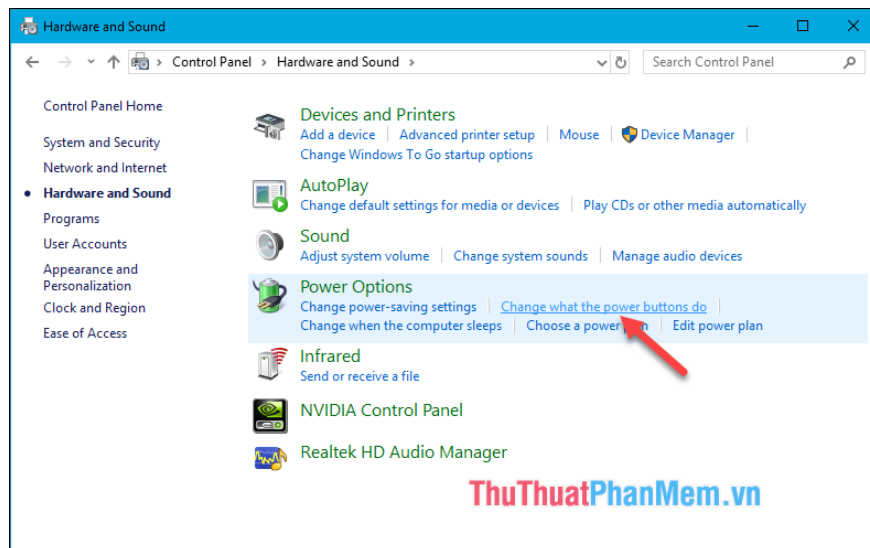 Hardware and Sound
Control Panel > Hardware and Sound >
Search Control Panel
Control Panel Home
System and Security
Network and Internet
Hardware and Sound
Programs
User Accounts
Appearance and
Personalization
Clock and Region
Ease of Access
Devices and Printers
Add a device | Advanced printer setup | Mouse | Device Manager |
Change Windows To Go startup options
AutoPlay
Change default settings for media or devices | Play CDs or other media automatically
Sound
Adjust system volume | Change system sounds | Manage audio devices
Power Options
Change power-saving settings | Change what the power buttons do |
Change when the computer sleeps | Choose a power | Edit power plan
Infrared
Send or receive a file
NVIDIA Control Panel
Realtek HD Audio Manager
ThuThuatPhanMem.vn